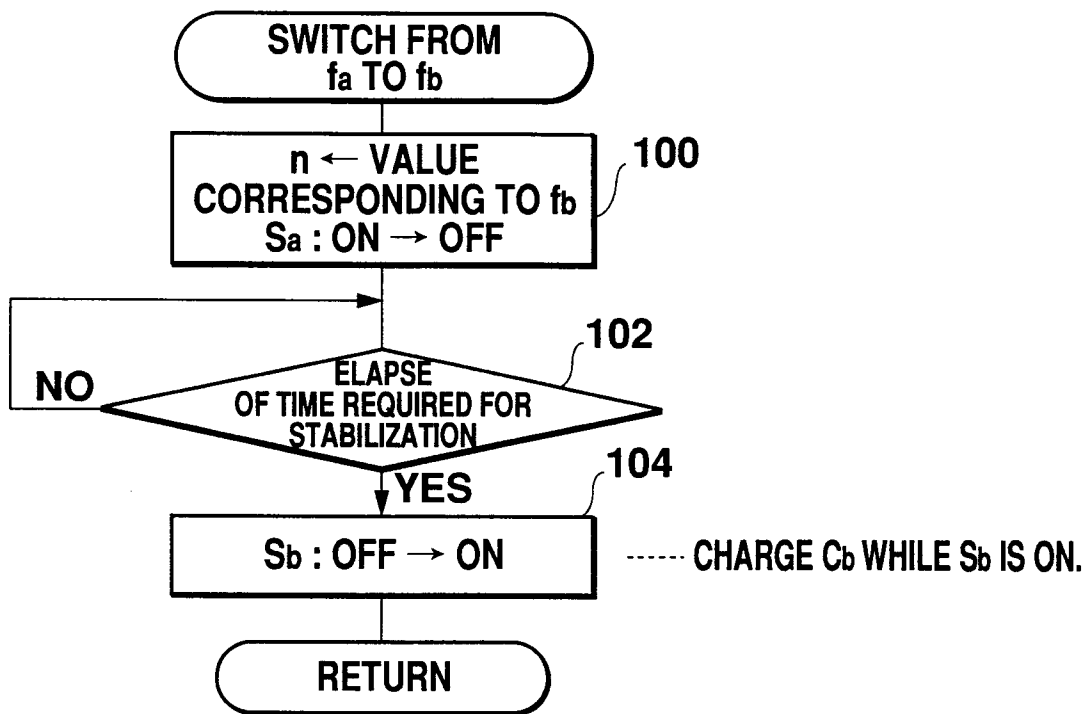 SWITCH FROM
fa TO fb
n ← VALUE
CORRESPONDING TO fb
Sa : ON → OFF
100
102
ELAPSE
OF TIME REQUIRED FOR
STABILIZATION
NO
YES
104
Sb : OFF → ON
------ CHARGE Cb WHILE Sb IS ON.
RETURN